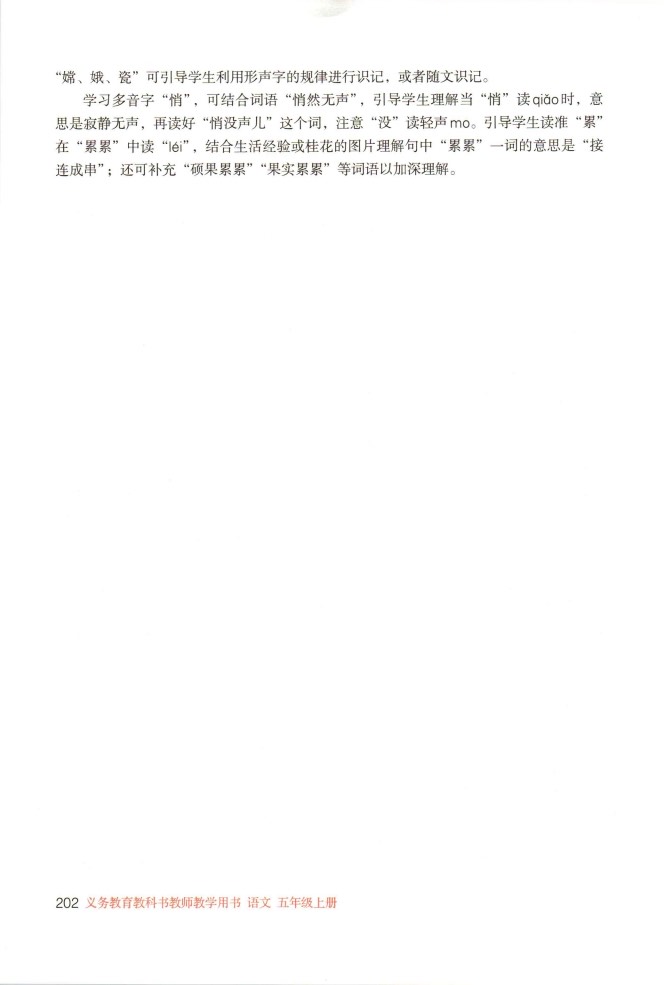 “嫦、娥、瓷”可引导学生利用形声字的规律进行识记，或者随文识记。
学习多音字“悄”，可结合词语“悄然无声”，引导学生理解当“悄”读qiǎo时，意
思是寂静无声，再读好“悄没声儿”这个词，注意“没”读轻声mo。引导学生读准“累”
在“累累”中读“léi”，结合生活经验或桂花的图片理解句中“累累”一词的意思是“接
连成串”；还可补充“硕果累累”“果实累累”等词语以加深理解。
202 义务教育教科书教师教学用书 语文 五年级上册